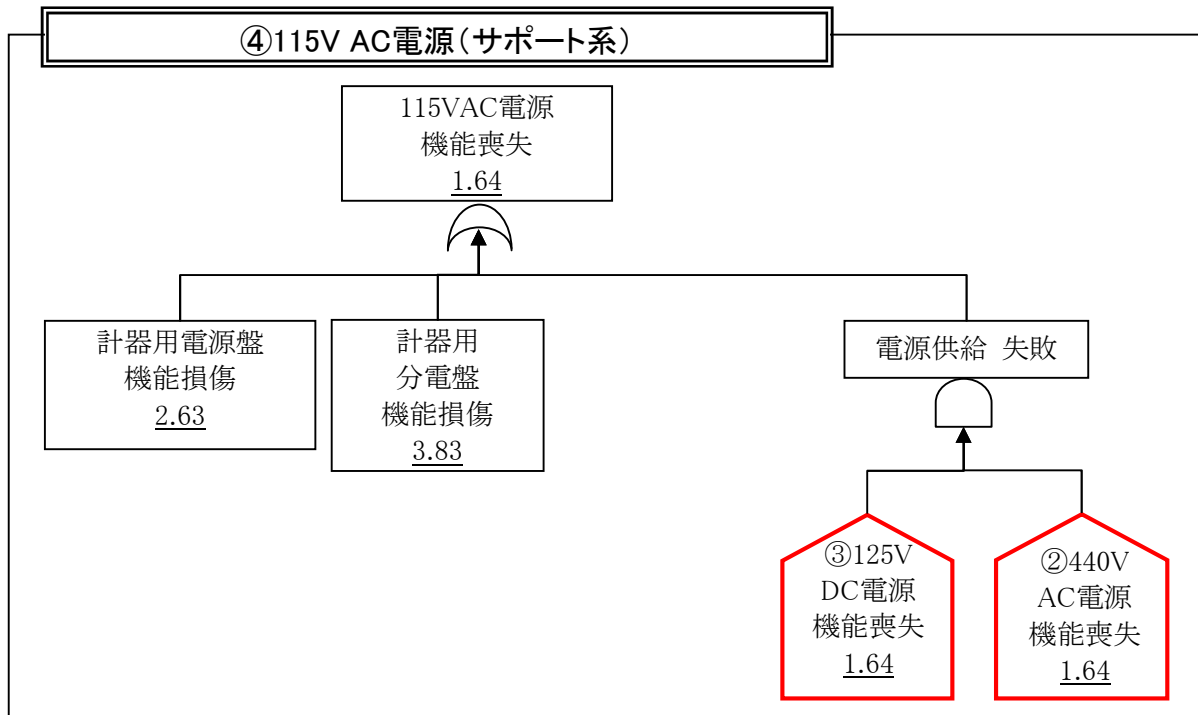 ④115V AC電源（サポート系）
115VAC電源
機能喪失
1.64
計器用電源盤
機能損傷
2.63
計器用
分電盤
機能損傷
3.83
電源供給 失敗
③125V
DC電源
機能喪失
1.64
②440V
AC電源
機能喪失
1.64